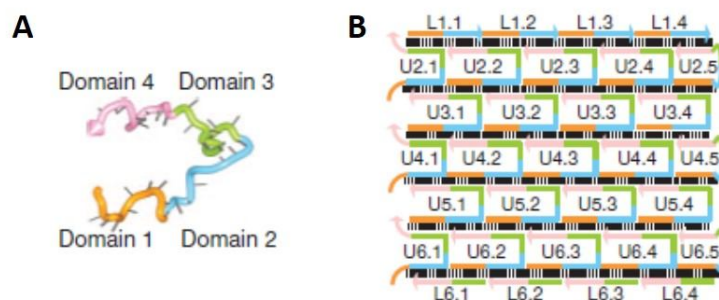 A
B
Domain 4 Domain 3
Domain 1 Domain 2
L1.1 L1.2 L1.3 L1.4
U2.1 U2.2 U2.3 U2.4 U2.5
U3.1 U3.2 U3.3 U3.4
U4.1 U4.2 U4.3 U4.4 U4.5
U5.1 U5.2 U5.3 U5.4
U6.1 U6.2 U6.3 U6.4 U6.5
L6.1 L6.2 L6.3 L6.4